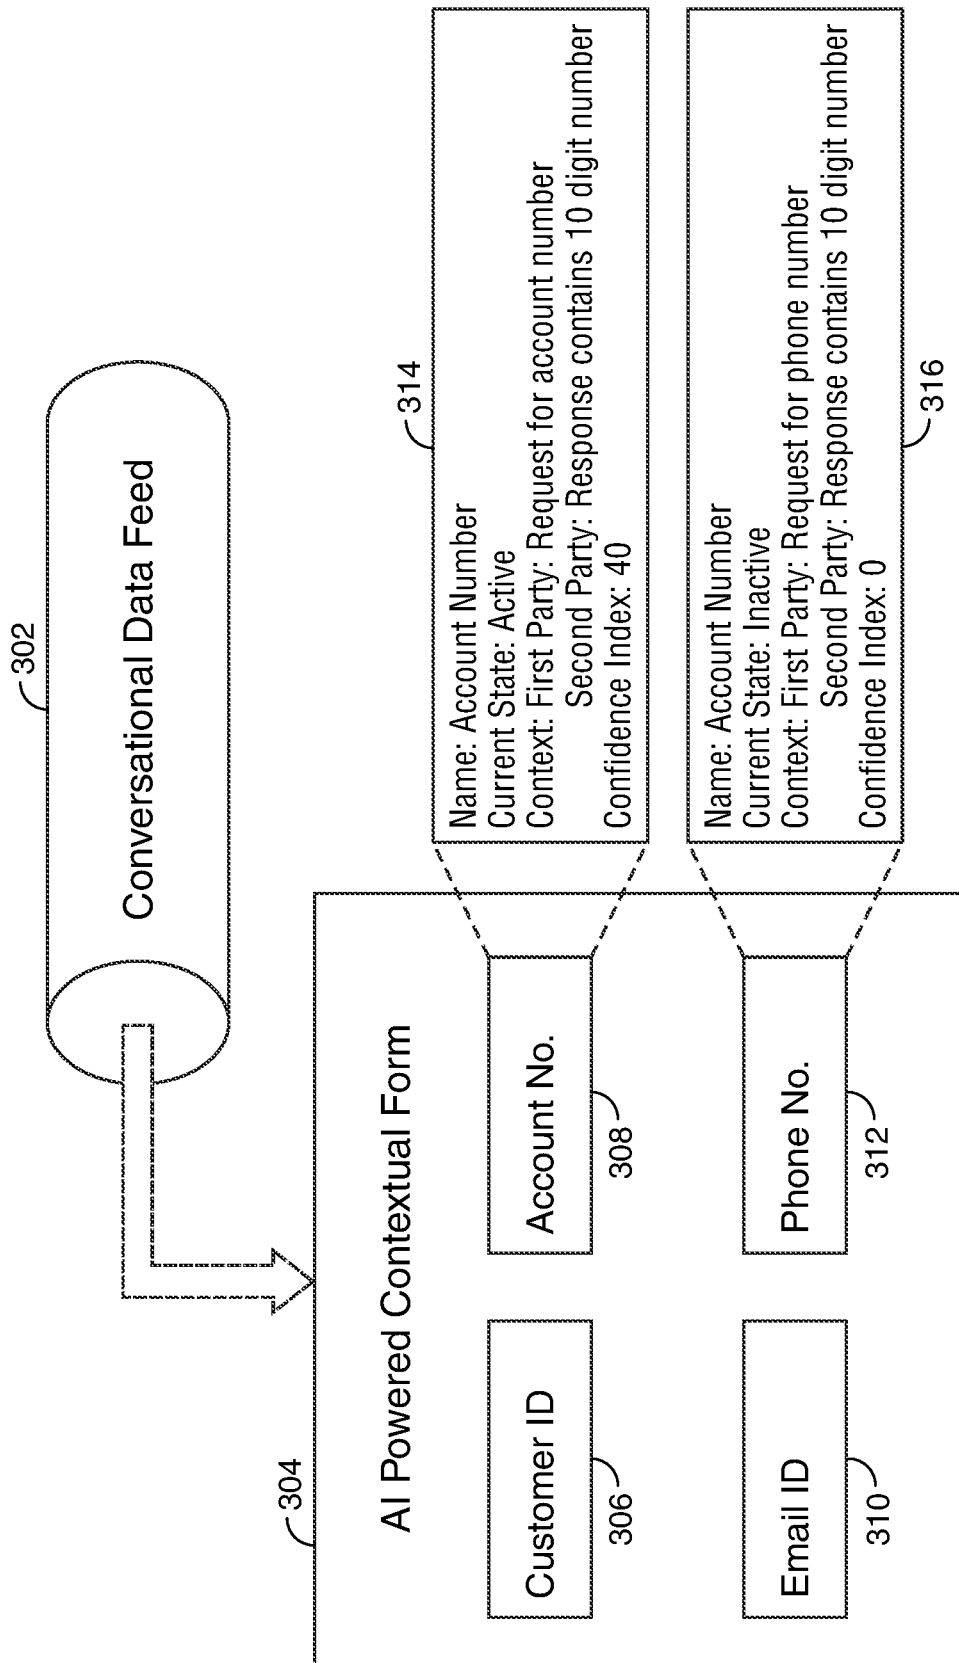 302
Conversational Data Feed
304
AI Powered Contextual Form
Customer ID
306
Account No.
308
Email ID
310
Phone No.
312
314
Name: Account Number
Current State: Active
Context: First Party: Request for account number
Second Party: Response contains 10 digit number
Confidence Index: 40
Name: Account Number
Current State: Inactive
Context: First Party: Request for phone number
Second Party: Response contains 10 digit number
Confidence Index: 0
316